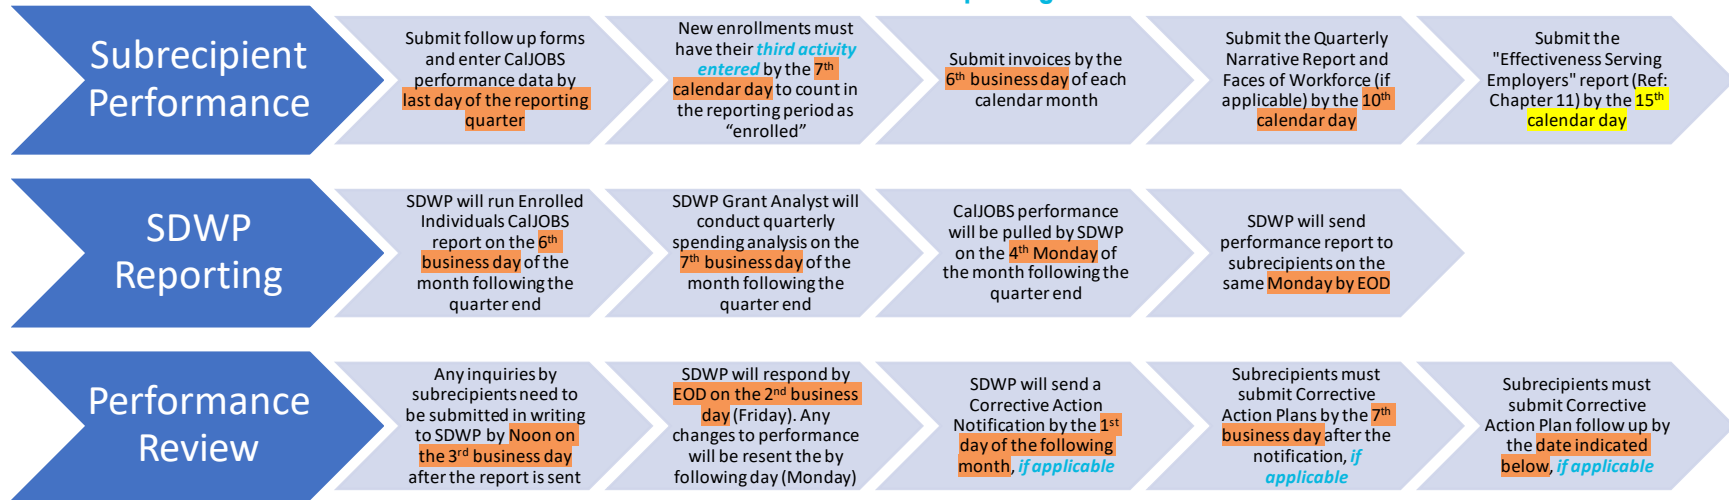 Subrecipient
Performance
Submit follow up forms
and enter CalJOBS
performance data by
last day of the reporting
quarter
New enrollments must
have their third activity
entered by the 7th
calendar day to count in
the reporting period as
“enrolled”
Submit invoices by the
6th business day of each
calendar month
Submit the Quarterly
Narrative Report and
Faces of Workforce (if
applicable) by the 10th
calendar day
Submit the
"Effectiveness Serving
Employers" report (Ref:
Chapter 11) by the 15th
calendar day
SDWP
Reporting
SDWP will run Enrolled
Individuals CalJOBS
report on the 6th
business day of the
month following the
quarter end
SDWP Grant Analyst will
conduct quarterly
spending analysis on the
7th business day of the
month following the
quarter end
CalJOBS performance
will be pulled by SDWP
on the 4th Monday of
the month following the
quarter end
SDWP will send
performance report to
subrecipients on the
same Monday by EOD
Performance
Review
Any inquiries by
subrecipients need to
be submitted in writing
to SDWP by Noon on
the 3rd business day
after the report is sent
SDWP will respond by
EOD on the 2nd business
day (Friday). Any
changes to performance
will be resent the by
following day (Monday)
SDWP will send a
Corrective Action
Notification by the 1st
day of the following
month, if applicable
Subrecipients must
submit Corrective
Action Plans by the 7th
business day after the
notification, if
applicable
Subrecipients must
submit Corrective
Action Plan follow up by
the date indicated
below, if applicable